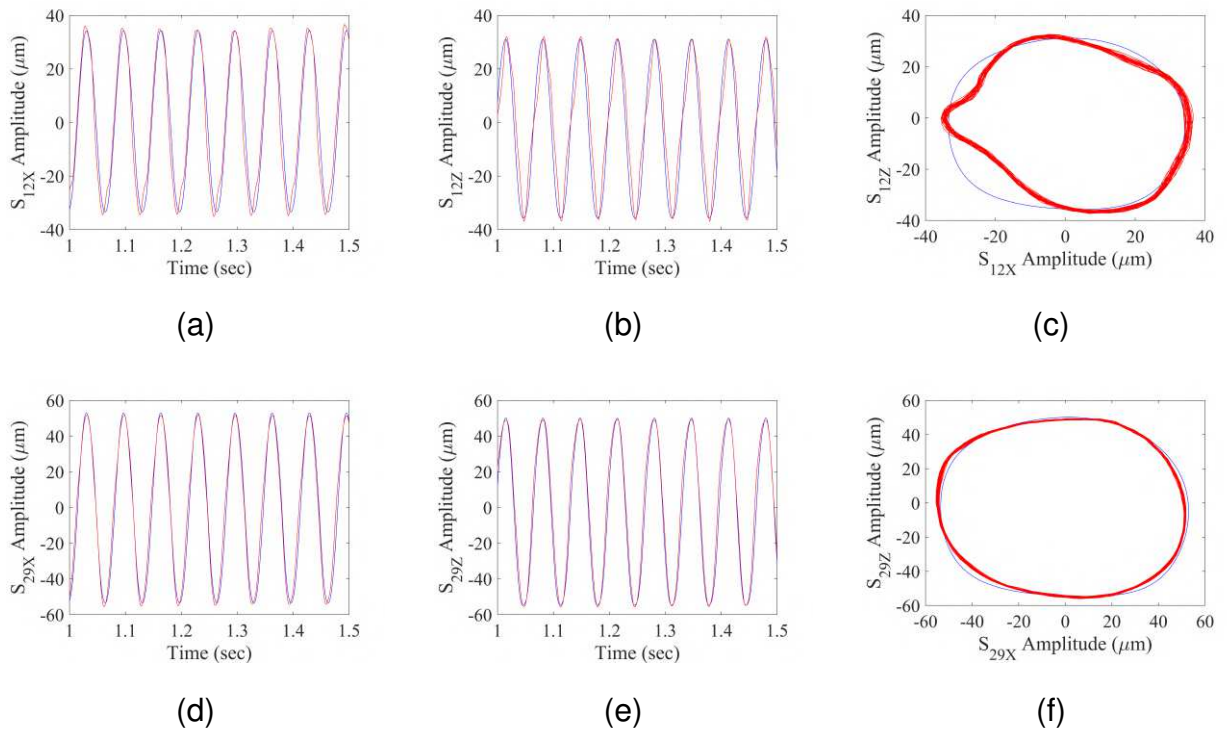 40
20
0
-20
-40
S12X Amplitude (μm)
1 1.1 1.2 1.3 1.4 1.5
Time (sec)
(a)
40
20
0
-20
-40
S12Z Amplitude (μm)
1 1.1 1.2 1.3 1.4 1.5
Time (sec)
(b)
40
20
0
-20
-40
S12Z Amplitude (μm)
-40 -20 0 20 40
S12X Amplitude (μm)
(c)
60
40
20
0
-20
-40
-60
S29X Amplitude (μm)
1 1.1 1.2 1.3 1.4 1.5
Time (sec)
(d)
60
40
20
0
-20
-40
-60
S29Z Amplitude (μm)
1 1.1 1.2 1.3 1.4 1.5
Time (sec)
(e)
60
40
20
0
-20
-40
-60
S29Z Amplitude (μm)
-60 -40 -20 0 20 40 60
S29X Amplitude (μm)
(f)